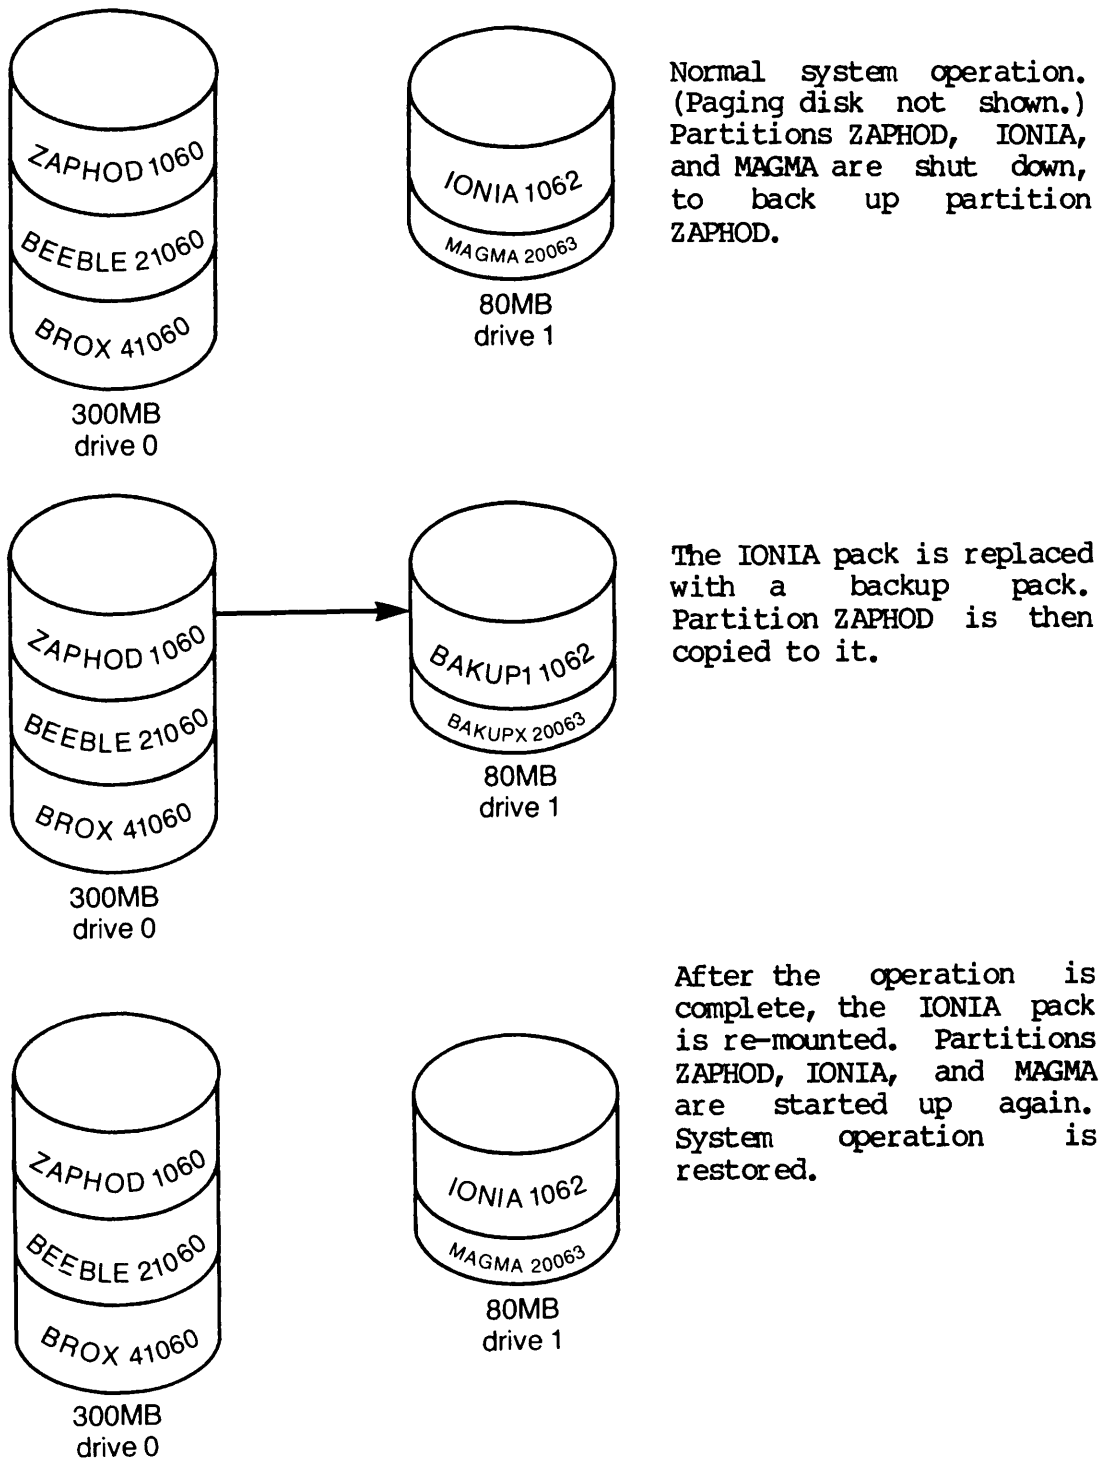 ZAPHOD 1060
BEEBLE 21060
BROX 41060
300MB
drive 0
IONIA 1062
MAGMA 20063
80MB
drive 1
Normal system operation.
(Paging disk not shown.)
Partitions ZAPHOD, IONIA,
and MAGMA are shut down,
to back up partition
ZAPHOD.
ZAPHOD 1060
BEEBLE 21060
BROX 41060
300MB
drive 0
BAKUP1 1062
BAKUPX 20063
80MB
drive 1
The IONIA pack is replaced
with a backup pack.
Partition ZAPHOD is then
copied to it.
ZAPHOD 1060
BEEBLE 21060
BROX 41060
300MB
drive 0
IONIA 1062
MAGMA 20063
80MB
drive 1
After the operation is
complete, the IONIA pack
is re-mounted. Partitions
ZAPHOD, IONIA, and MAGMA
are started up again.
System operation is
restored.